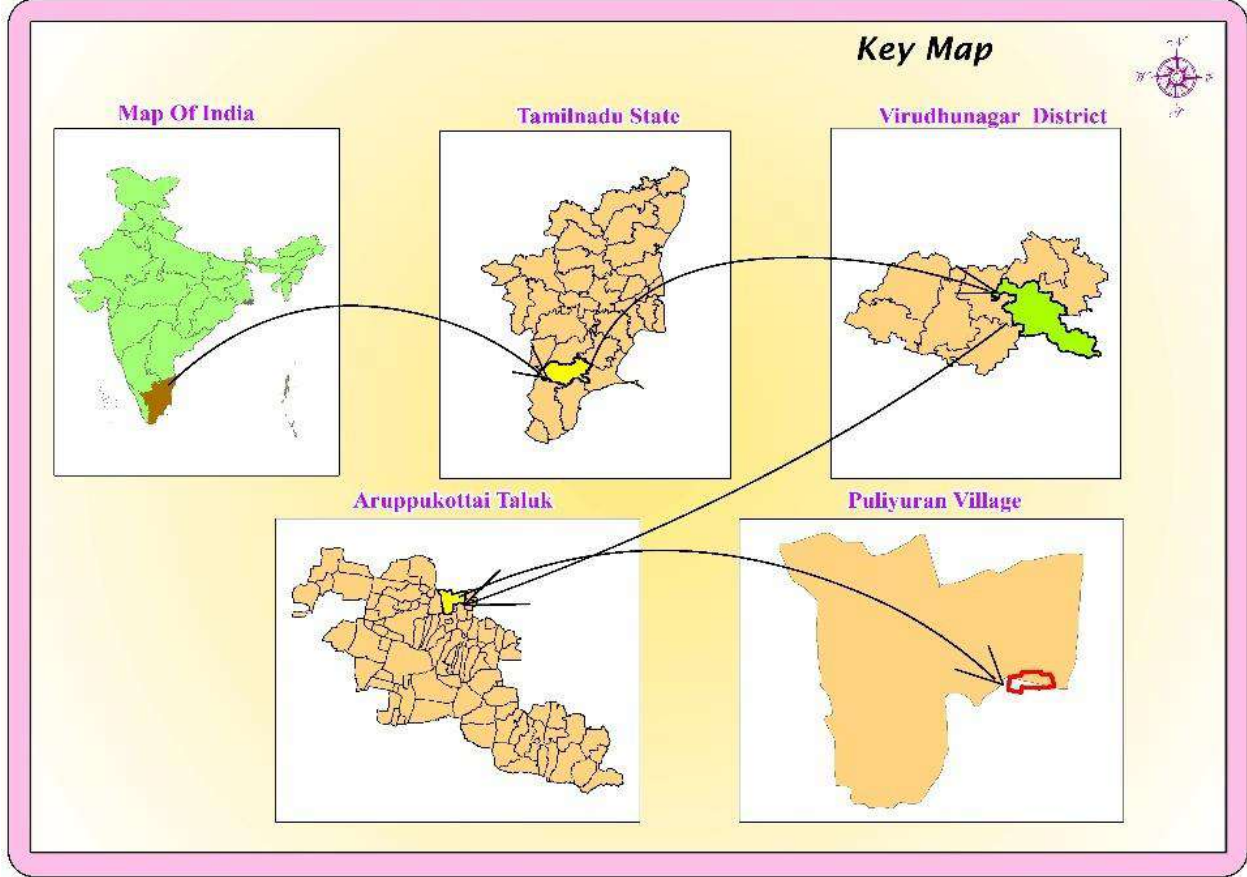 Key Map
N
W E
S
Map Of India
Tamilnadu State
Virudhunagar District
Aruppukottai Taluk
Puliyuran Village